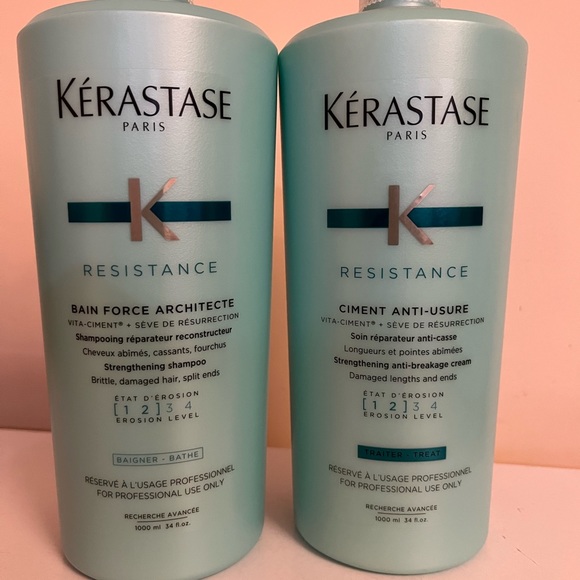 KÉRASTASE
PARIS
K
RESISTANCE
BAIN FORCE ARCHITECTE
VITA-CIMENT® + SÈVE DE RÉSURRECTION
Shampooing réparateur reconstructeur
Cheveux abîmés, cassants, fourchus
Strengthening shampoo
Brittle, damaged hair, split ends
ÉTAT D'ÉROSION
[1 2]3 4
EROSION LEVEL
BAIGNER - BATHE
RÉSERVÉ À L'USAGE PROFESSIONNEL
FOR PROFESSIONAL USE ONLY
RECHERCHE AVANCÉE
1000 ml 34 fl.oz.
KÉRASTASE
PARIS
K
RESISTANCE
CIMENT ANTI-USURE
VITA-CIMENT® + SÈVE DE RÉSURRECTION
Soin réparateur anti-casse
Longueurs et pointes abîmées
Strengthening anti-breakage cream
Damaged lengths and ends
ÉTAT D'ÉROSION
[1 2]3 4
EROSION LEVEL
TRAITER - TREAT
RÉSERVÉ À L'USAGE PROFESSIONNEL
FOR PROFESSIONAL USE ONLY
RECHERCHE AVANCÉE
1000 ml 34 fl.oz.